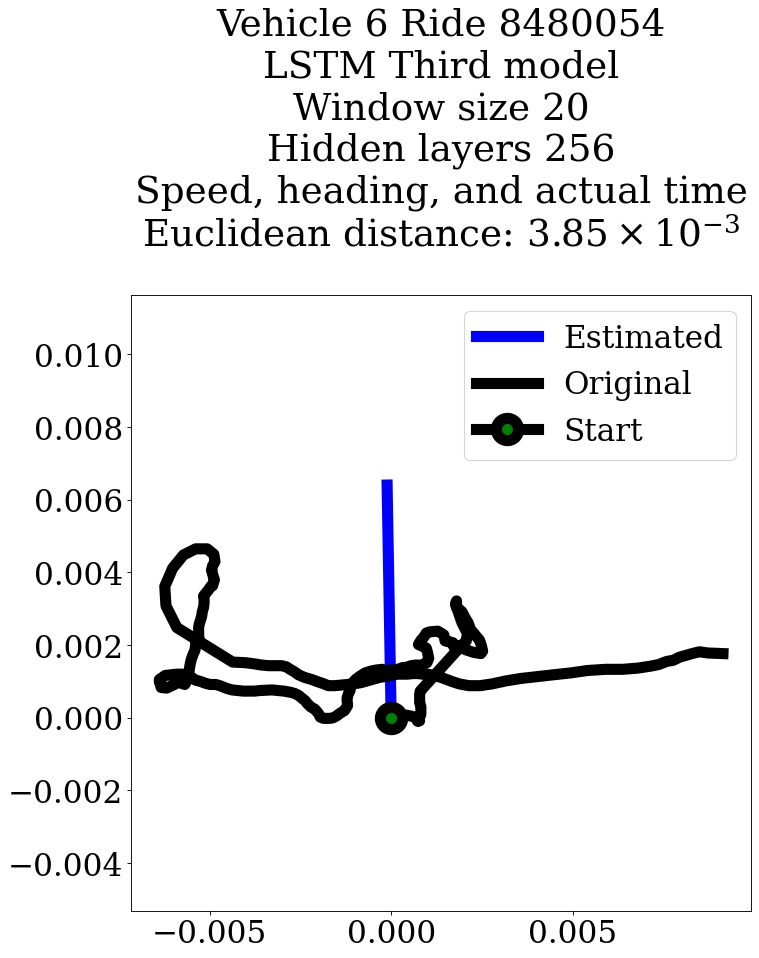 Vehicle 6 Ride 8480054
LSTM Third model
Window size 20
Hidden layers 256
Speed, heading, and actual time
Euclidean distance: 3.85 × 10⁻³
Estimated
Original
Start
0.010
0.008
0.006
0.004
0.002
0.000
−0.002
−0.004
−0.005 0.000 0.005